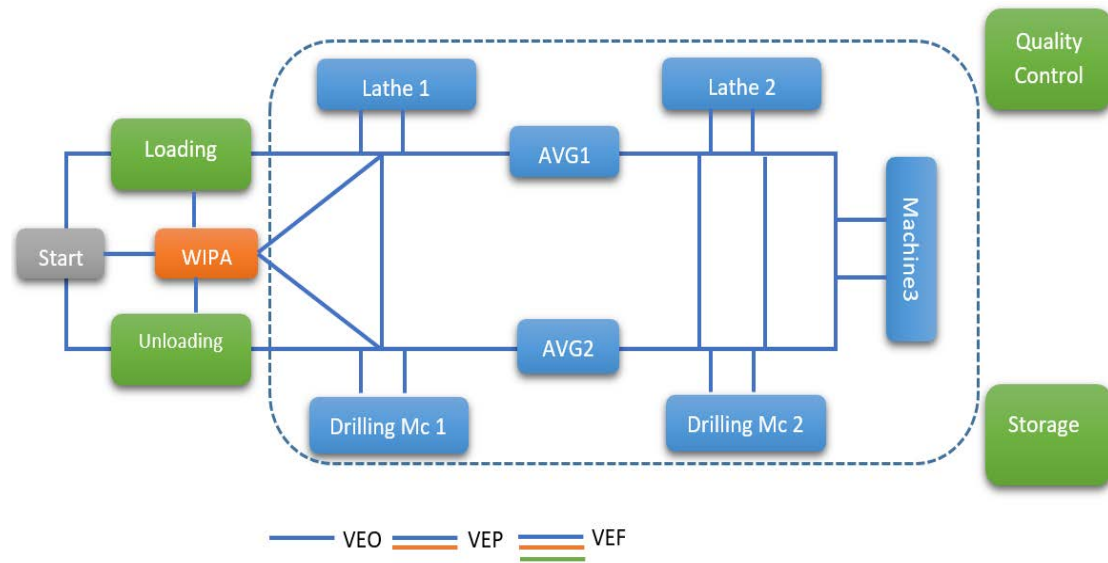 Quality
Control
Lathe 1
Lathe 2
Loading
AVG1
Start
WIPA
Machine3
Unloading
AVG2
Drilling Mc 1
Drilling Mc 2
Storage
VEO
VEP
VEF